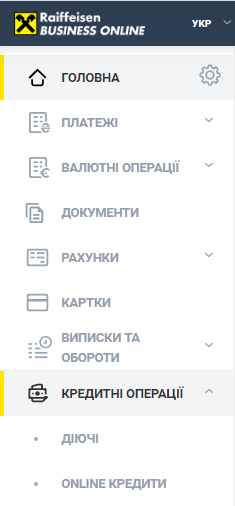 Raiffeisen
BUSINESS ONLINE
УКР
ГОЛОВНА
ПЛАТЕЖІ
ВАЛЮТНІ ОПЕРАЦІЇ
ДОКУМЕНТИ
РАХУНКИ
КАРТКИ
ВИПИСКИ ТА
ОБОРОТИ
КРЕДИТНІ ОПЕРАЦІЇ
ДІЮЧІ
ONLINE КРЕДИТИ